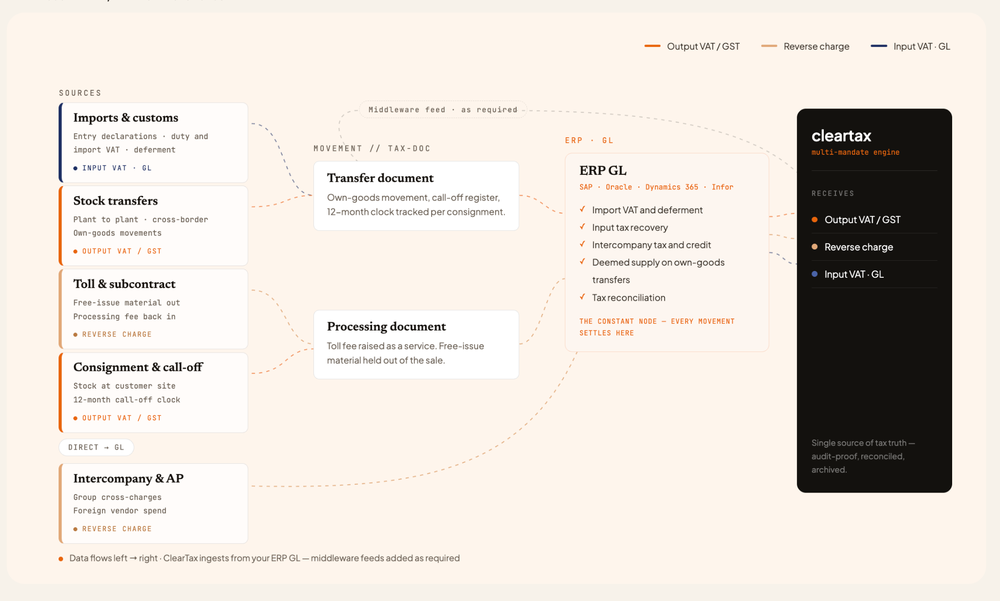 Output VAT / GST
Reverse charge
Input VAT · GL
SOURCES
Imports & customs
Entry declarations · duty and
import VAT · deferment
INPUT VAT · GL
Stock transfers
Plant to plant · cross-border
Own-goods movements
OUTPUT VAT / GST
Toll & subcontract
Free-issue material out
Processing fee back in
REVERSE CHARGE
Consignment & call-off
Stock at customer site
12-month call-off clock
OUTPUT VAT / GST
DIRECT → GL
Intercompany & AP
Group cross-charges
Foreign vendor spend
REVERSE CHARGE
Middleware feed · as required
MOVEMENT // TAX-DOC
Transfer document
Own-goods movement, call-off register,
12–month clock tracked per consignment.
Processing document
Toll fee raised as a service. Free-issue
material held out of the sale.
ERP · GL
ERP GL
SAP · Oracle · Dynamics 365 · Infor
✓ Import VAT and deferment
✓ Input tax recovery
✓ Intercompany tax and credit
✓ Deemed supply on own-goods
transfers
✓ Tax reconciliation
THE CONSTANT NODE — EVERY MOVEMENT
SETTLES HERE
cleartax
multi-mandate engine
RECEIVES
Output VAT / GST
Reverse charge
Input VAT · GL
Single source of tax truth —
audit-proof, reconciled,
archived.
Data flows left → right · ClearTax ingests from your ERP GL — middleware feeds added as required